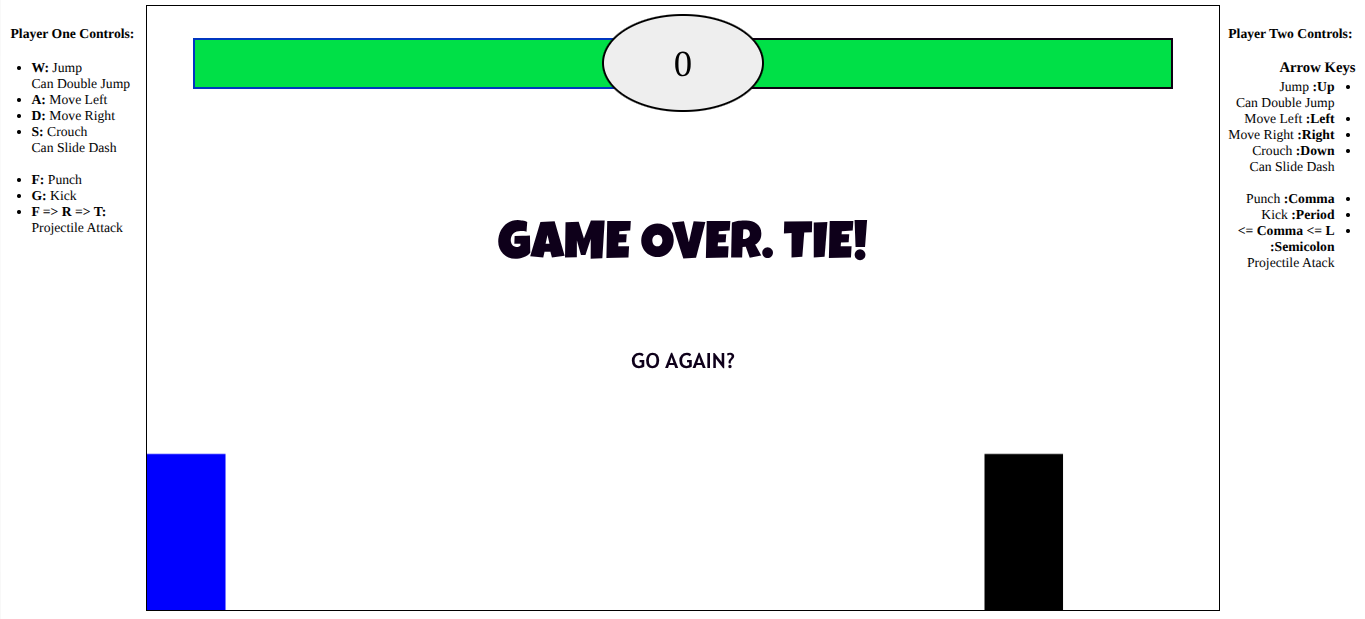 Player One Controls:
W: Jump
Can Double Jump
A: Move Left
D: Move Right
S: Crouch
Can Slide Dash
F: Punch
G: Kick
F => R => T:
Projectile Attack
0
GAME OVER. TIE!
GO AGAIN?
Player Two Controls:
Arrow Keys
Jump :Up
Can Double Jump
Move Left :Left
Move Right :Right
Crouch :Down
Can Slide Dash
Punch :Comma
Kick :Period
<= Comma <= L
:Semicolon
Projectile Atack